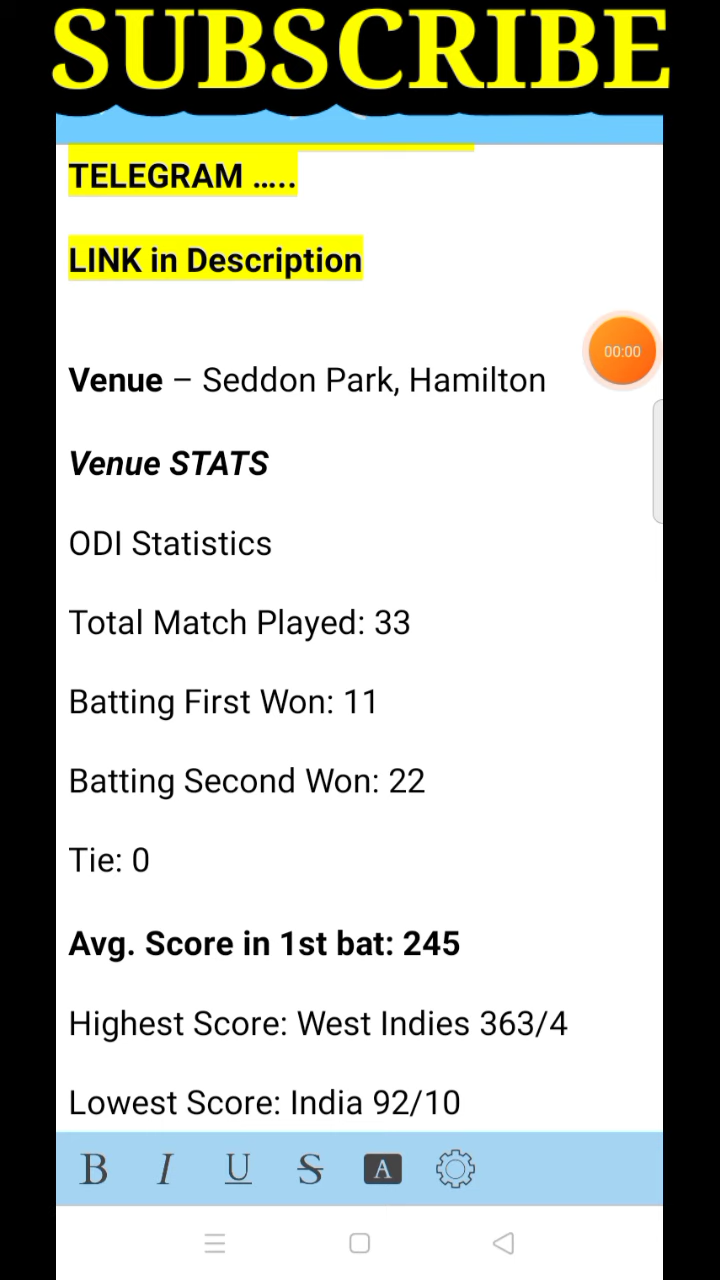 SUBSCRIBE
TELEGRAM .....
LINK in Description
Venue – Seddon Park, Hamilton
00:00
Venue STATS
ODI Statistics
Total Match Played: 33
Batting First Won: 11
Batting Second Won: 22
Tie: 0
Avg. Score in 1st bat: 245
Highest Score: West Indies 363/4
Lowest Score: India 92/10
B I U S A